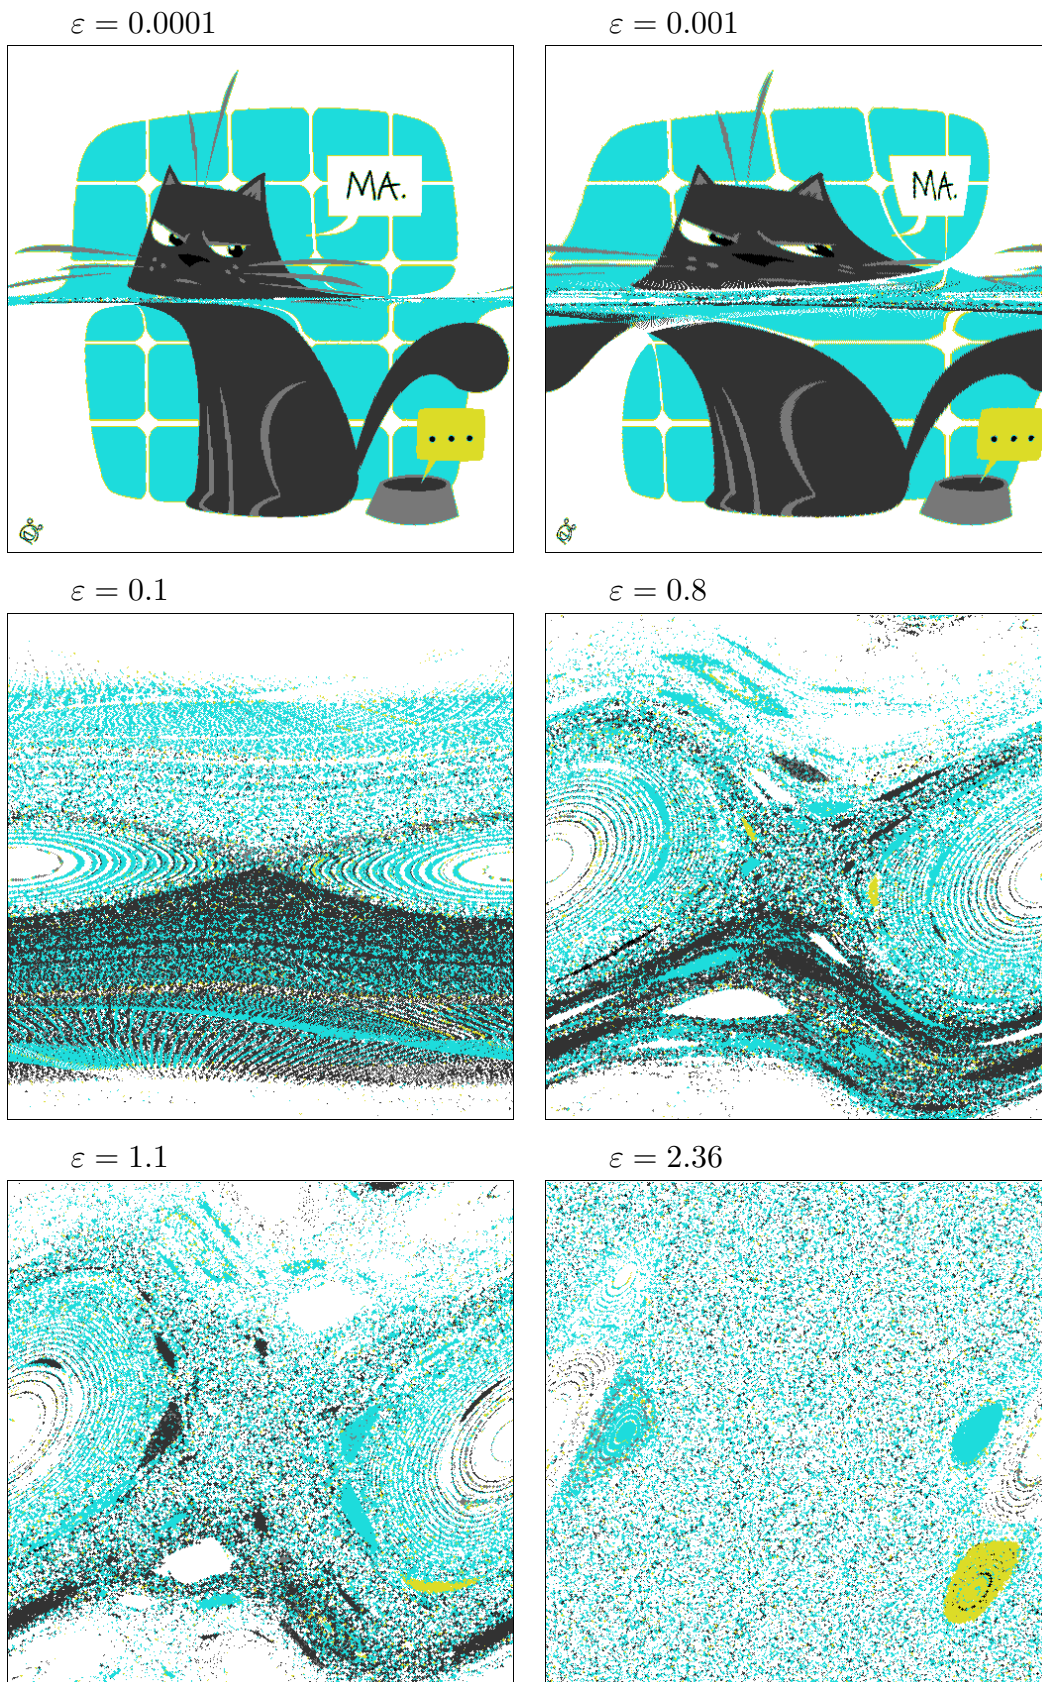 ε = 0.0001
ε = 0.001
MA.
MA.
...
...
ε = 0.1
ε = 0.8
ε = 1.1
ε = 2.36